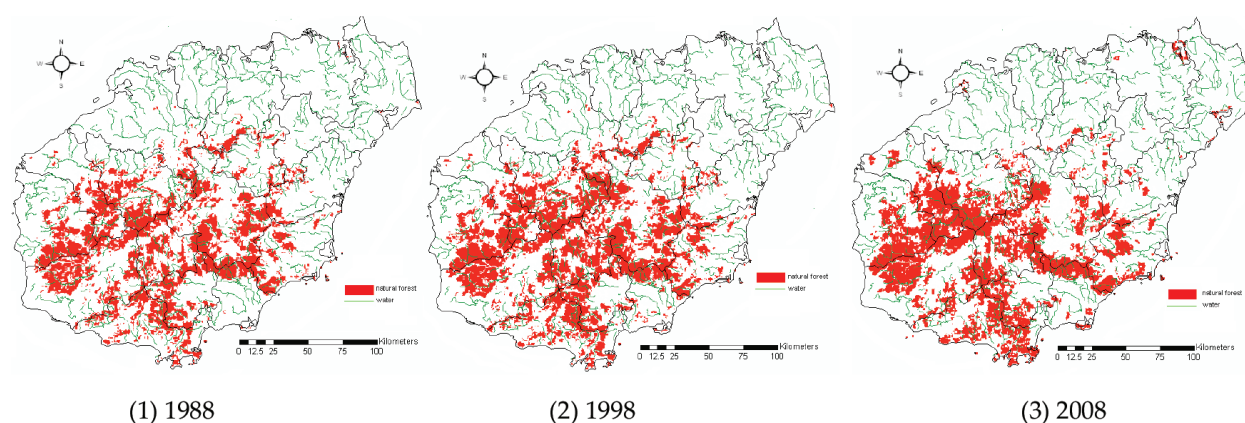 N
W E
S
natural forest
water
Kilometers
0 12.5 25 50 75 100
(1) 1988
N
W E
S
natural forest
water
Kilometers
0 12.5 25 50 75 100
(2) 1998
N
W E
S
natural forest
water
Kilometers
0 12.5 25 50 75 100
(3) 2008